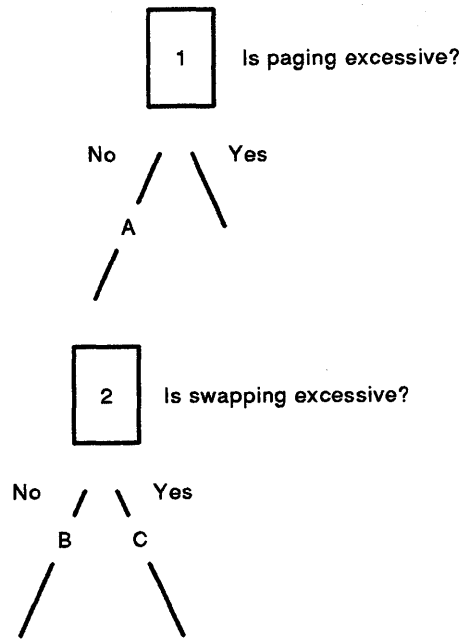 1 Is paging excessive?
No Yes
A
2 Is swapping excessive?
No Yes
B C